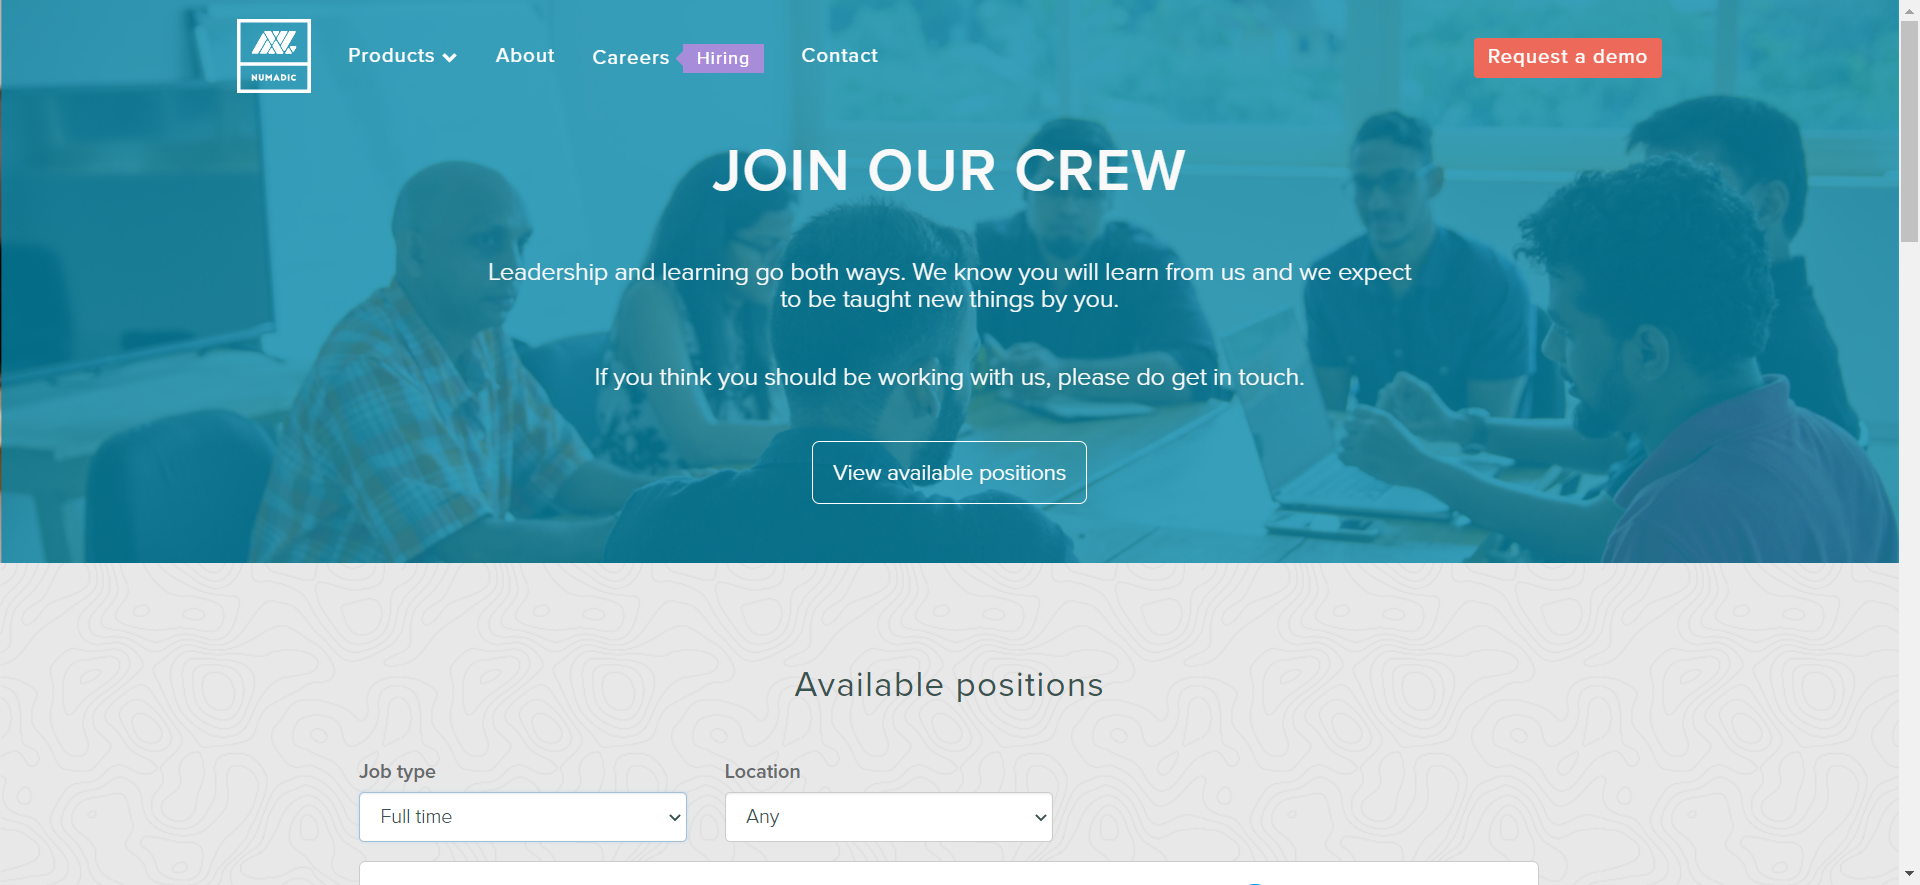 NUMADIC
Products
About
Careers
Hiring
Contact
Request a demo
JOIN OUR CREW
Leadership and learning go both ways. We know you will learn from us and we expect
to be taught new things by you.
If you think you should be working with us, please do get in touch.
View available positions
Available positions
Job type
Location
Full time
Any